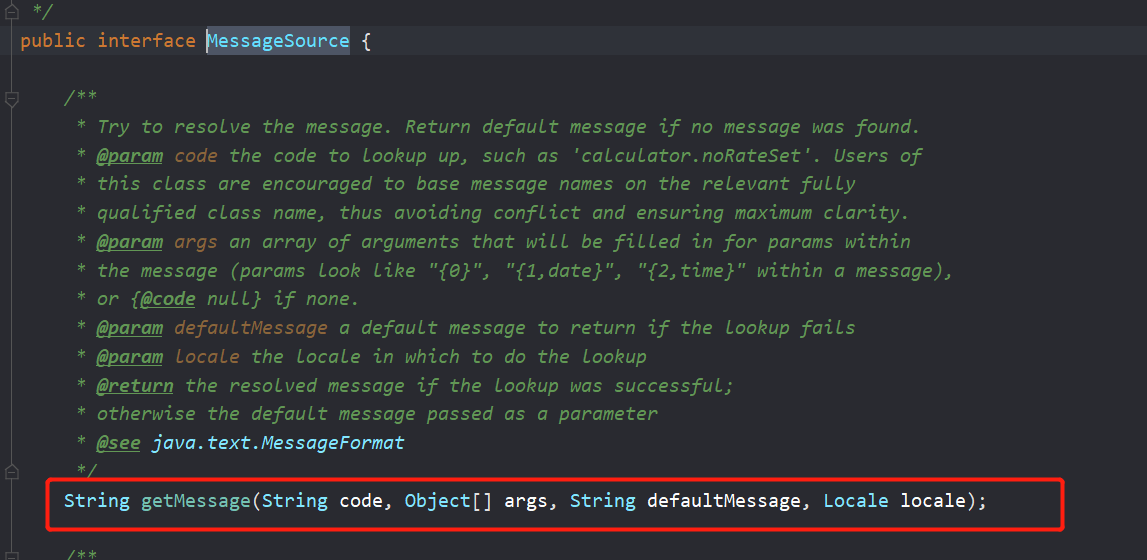 */
public interface MessageSource {
/**
* Try to resolve the message. Return default message if no message was found.
* @param code the code to lookup up, such as 'calculator.noRateSet'. Users of
* this class are encouraged to base message names on the relevant fully
* qualified class name, thus avoiding conflict and ensuring maximum clarity.
* @param args an array of arguments that will be filled in for params within
* the message (params look like "{0}", "{1,date}", "{2,time}" within a message),
* or {@code null} if none.
* @param defaultMessage a default message to return if the lookup fails
* @param locale the locale in which to do the lookup
* @return the resolved message if the lookup was successful;
* otherwise the default message passed as a parameter
* @see java.text.MessageFormat
*/
String getMessage(String code, Object[] args, String defaultMessage, Locale locale);
/**